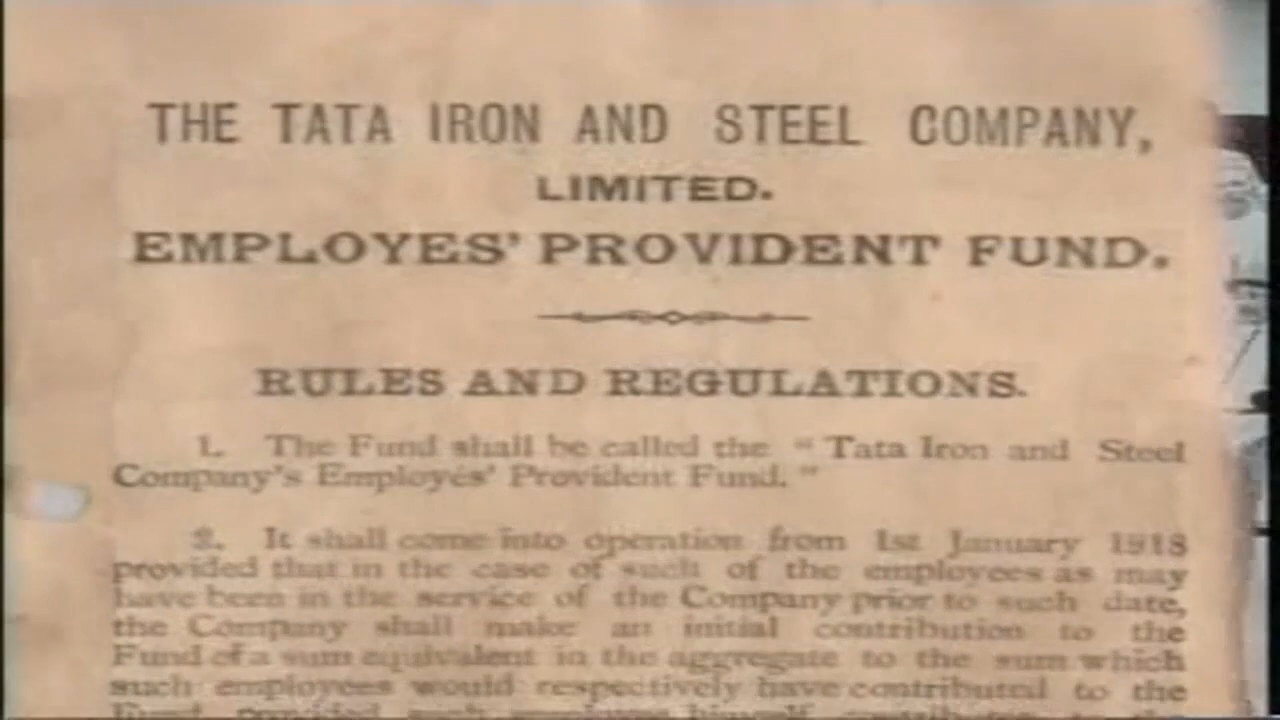 THE TATA IRON AND STEEL COMPANY,
LIMITED.
EMPLOYES' PROVIDENT FUND.
RULES AND REGULATIONS.
1. The Fund shall be called the "Tata Iron and Steel
Company's Employés' Provident Fund."
2. It shall come into operation from 1st January 1918
provided that in the case of such of the employees as may
have been in the service of the Company prior to such date,
the Company shall make an initial contribution to the
Fund of a sum equivalent in the aggregate to the sum which
such employees would respectively have contributed to the